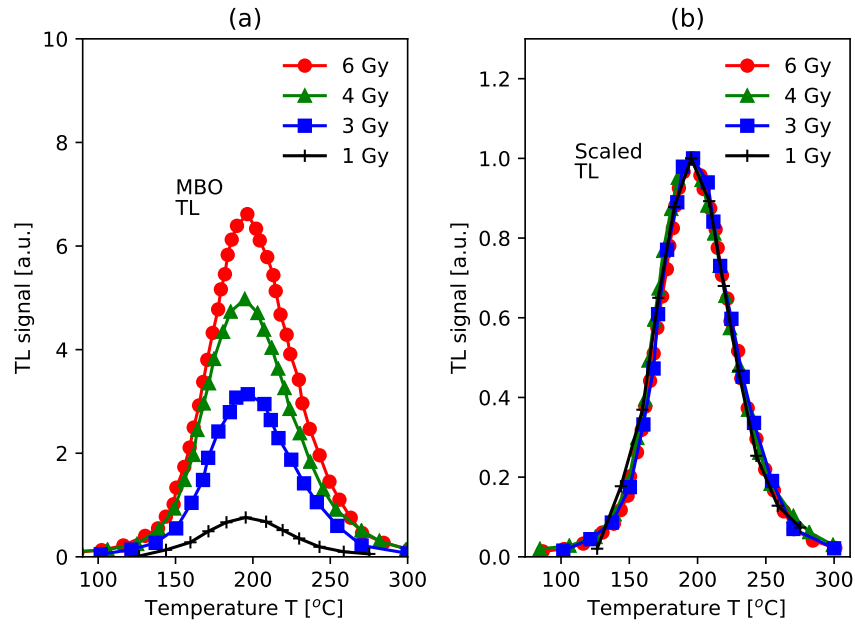 (a)
TL signal [a.u.]
10
8
6
4
2
0
6 Gy
4 Gy
3 Gy
1 Gy
MBO
TL
100
150
200
250
300
Temperature T [°C]
(b)
TL signal [a.u.]
1.2
1.0
0.8
0.6
0.4
0.2
0.0
6 Gy
4 Gy
3 Gy
1 Gy
Scaled
TL
100
150
200
250
300
Temperature T [°C]